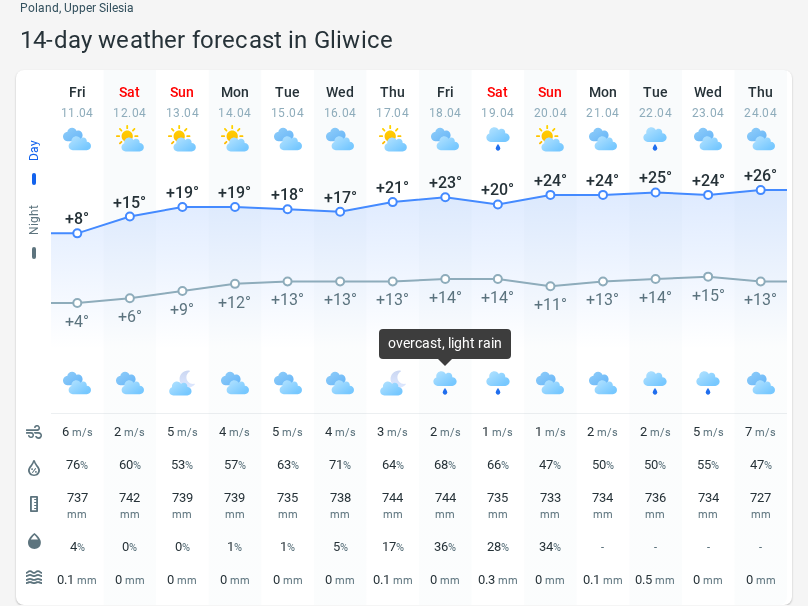 Poland, Upper Silesia
14-day weather forecast in Gliwice
Fri Sat Sun Mon Tue Wed Thu Fri Sat Sun Mon Tue Wed Thu
11.04 12.04 13.04 14.04 15.04 16.04 17.04 18.04 19.04 20.04 21.04 22.04 23.04 24.04
Day
+8° +15° +19° +19° +18° +17° +21° +23° +20° +24° +24° +25° +24° +26°
Night
+4° +6° +9° +12° +13° +13° +13° +14° +14° +11° +13° +14° +15° +13°
overcast, light rain
6 m/s 2 m/s 5 m/s 4 m/s 5 m/s 4 m/s 3 m/s 2 m/s 1 m/s 1 m/s 2 m/s 2 m/s 5 m/s 7 m/s
76% 60% 53% 57% 63% 71% 64% 68% 66% 47% 50% 50% 55% 47%
737 742 739 739 735 738 744 744 735 733 734 736 734 727
mm mm mm mm mm mm mm mm mm mm mm mm mm mm
4% 0% 0% 1% 1% 5% 17% 36% 28% 34% - - - -
0.1 mm 0 mm 0 mm 0 mm 0 mm 0 mm 0.1 mm 0 mm 0.3 mm 0 mm 0.1 mm 0.5 mm 0 mm 0 mm